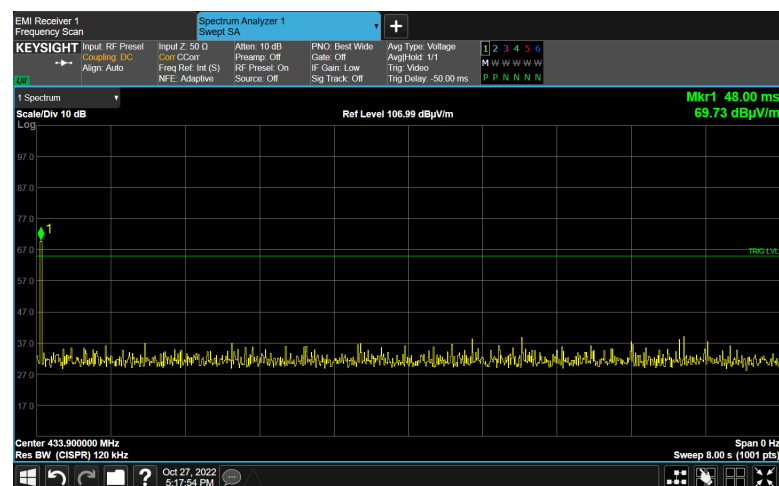 EMI Receiver 1
Frequency Scan
Spectrum Analyzer 1
Swept SA
KEYSIGHT
Input: RF Presel
Coupling: DC
Align: Auto
Input Z: 50 Ω
Corr CCorr
Freq Ref: Int (S)
NFE: Adaptive
Atten: 10 dB
Preamp: Off
RF Presel: On
Source: Off
PNO: Best Wide
Gate: Off
IF Gain: Low
Sig Track: Off
Avg Type: Voltage
Avg|Hold: 1/1
Trig: Video
Trig Delay: -50.00 ms
1 2 3 4 5 6
M W W W W W
P P N N N N
LXI
1 Spectrum
Mkr1 48.00 ms
69.73 dBµV/m
Scale/Div 10 dB
Ref Level 106.99 dBµV/m
Log
97.0
87.0
77.0
1
67.0
TRIG LVL
57.0
47.0
37.0
27.0
17.0
Center 433.900000 MHz
Span 0 Hz
Res BW (CISPR) 120 kHz
Sweep 8.00 s (1001 pts)
?
Oct 27, 2022
5:17:54 PM